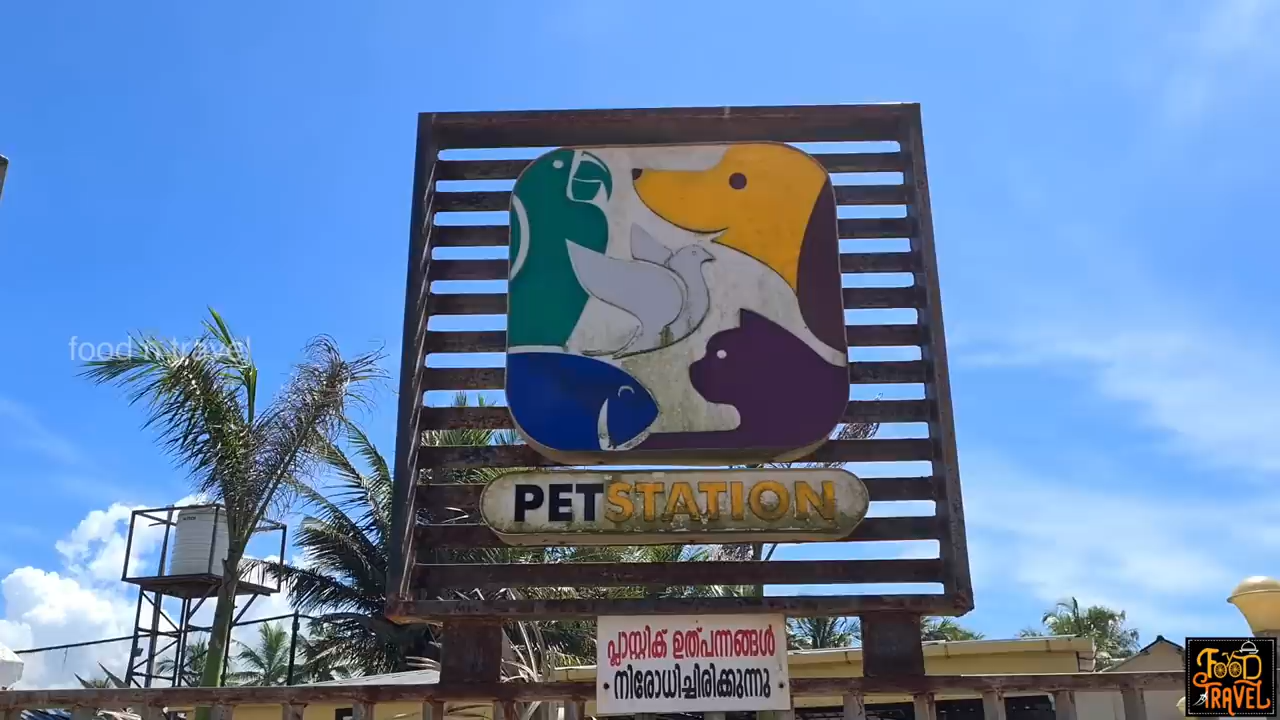 food n travel
PETSTATION
പ്ലാസ്റ്റിക് ഉത്പന്നങ്ങൾ
നിരോധിച്ചിരിക്കുന്നു
FOOD
TRAVEL